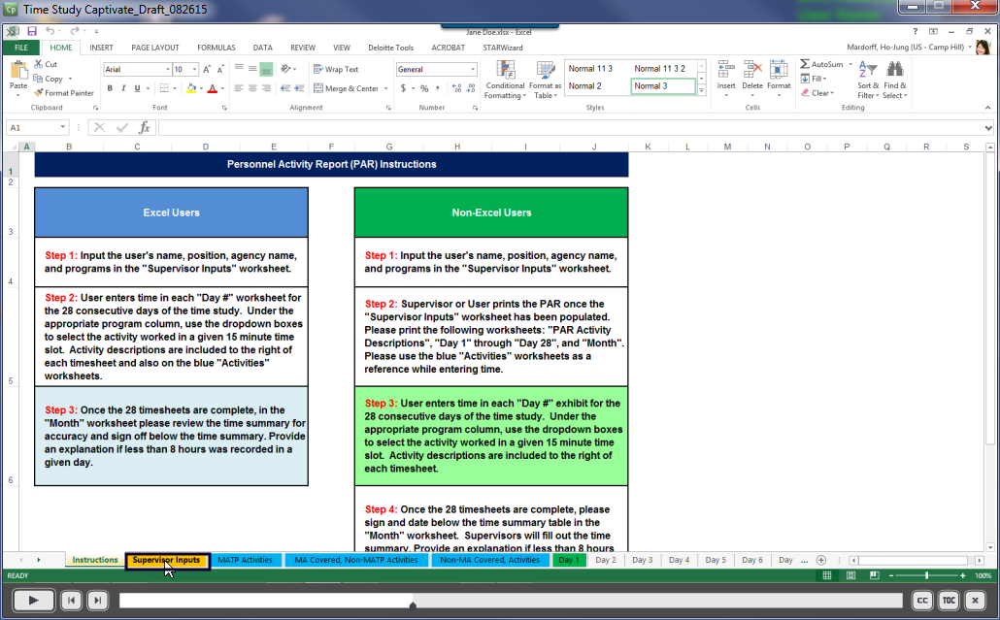 Time Study Captivate_Draft_082615
Jane Doe.xlsx - Excel
FILE HOME INSERT PAGE LAYOUT FORMULAS DATA REVIEW VIEW Deloitte Tools ACROBAT STARWizard
Mardorff, Ho-Jung (US - Camp Hill)
Paste
Cut
Copy
Format Painter
Clipboard
Arial 10
Font
Wrap Text
Merge & Center
Alignment
General
Number
Conditional Formatting
Format as Table
Normal 11 3 Normal 11 3 2
Normal 2 Normal 3
Styles
Insert Delete Format
Cells
AutoSum
Fill
Clear
Sort & Filter
Find & Select
Editing
A1
A B C D E F G H I J K L M N O P Q R S
1
2
3
4
5
6
Personnel Activity Report (PAR) Instructions
Excel Users
Step 1: Input the user's name, position, agency name,
and programs in the "Supervisor Inputs" worksheet.
Step 2: User enters time in each "Day #" worksheet for
the 28 consecutive days of the time study. Under the
appropriate program column, use the dropdown boxes
to select the activity worked in a given 15 minute time
slot. Activity descriptions are included to the right of
each timesheet and also on the blue "Activities"
worksheets.
Step 3: Once the 28 timesheets are complete, in the
"Month" worksheet please review the time summary for
accuracy and sign off below the time summary. Provide
an explanation if less than 8 hours was recorded in a
given day.
Non-Excel Users
Step 1: Input the user's name, position, agency name,
and programs in the "Supervisor Inputs" worksheet.
Step 2: Supervisor or User prints the PAR once the
"Supervisor Inputs" worksheet has been populated.
Please print the following worksheets: "PAR Activity
Descriptions", "Day 1" through "Day 28", and "Month".
Please use the blue "Activities" worksheets as a
reference while entering time.
Step 3: User enters time in each "Day #" exhibit for the
28 consecutive days of the time study. Under the
appropriate program column, use the dropdown boxes
to select the activity worked in a given 15 minute time
slot. Activity descriptions are included to the right of
each timesheet.
Step 4: Once the 28 timesheets are complete, please
sign and date below the time summary table in the
"Month" worksheet. Supervisors will fill out the time
summary. Provide an explanation if less than 8 hours
Instructions Supervisor Inputs MATP Activities MA Covered, Non-MATP Activities Non-MA Covered, Activities Day 1 Day 2 Day 3 Day 4 Day 5 Day 6 Day ...
READY
100%
CC TOC